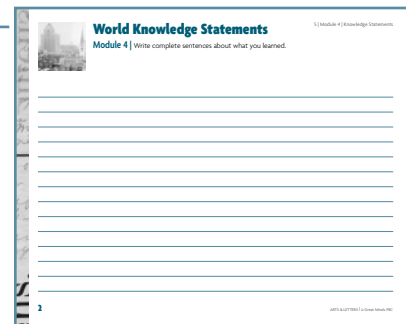 World Knowledge Statements
5 | Module 4 | Knowledge Statements
Module 4 | Write complete sentences about what you learned.
2
ARTS & LETTERS | © Great Minds PBC